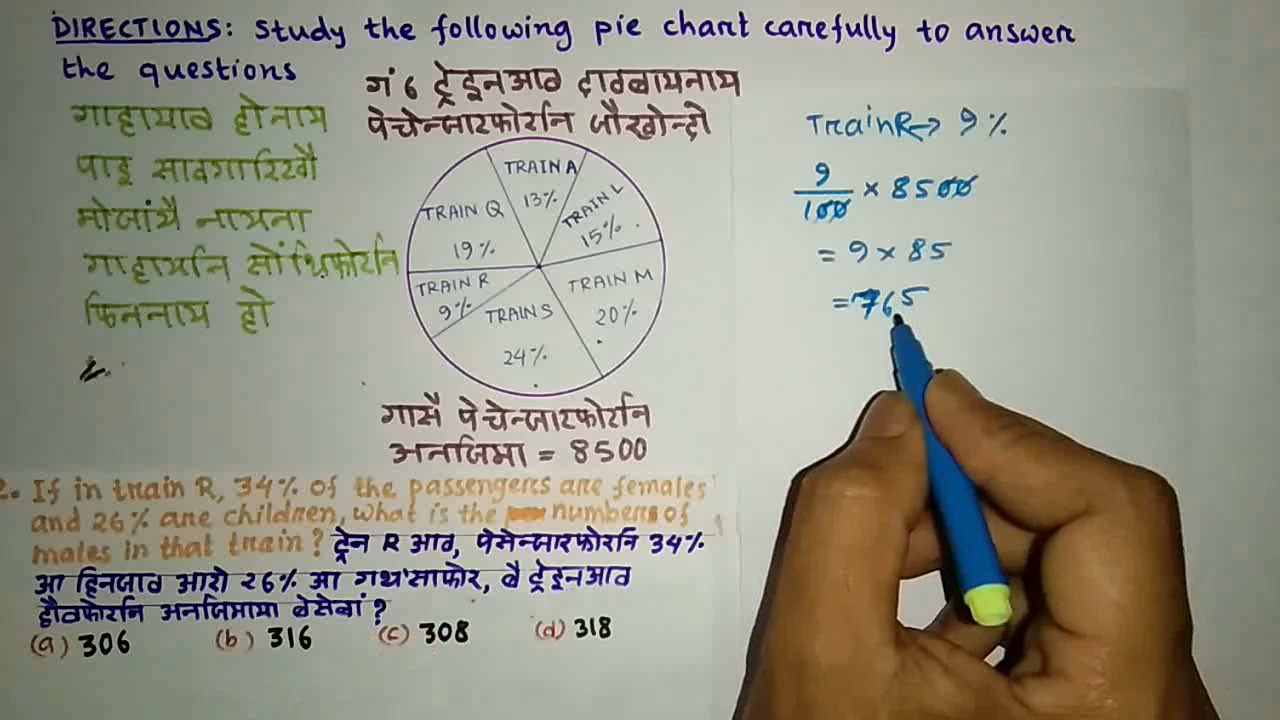 DIRECTIONS: Study the following pie chart carefully to answer
the questions
गाहायाव होनाय
पाइ सावगारिखौ
मोजांयै नायना
गाहायनि सोंथिफोरनि
फिननाय हो
गं 6 ट्रेइनआव दावबायनाय
पेचेन्जारफोरनि जौखोन्दो
TRAIN A
13%
TRAIN L
15%
TRAIN M
20%
TRAIN S
24%
TRAIN R
9%
TRAIN Q
19%
गासै पेचेन्जारफोरनि
अनजिमा = 8500
Train R → 9%
9/100 × 8500
= 9 × 85
= 765
2. If in train R, 34% of the passengers are females
and 26% are children, what is the numbers of
males in that train? ट्रेन R आव, पेसेन्जारफोरनि 34%
आ हिनजाव आरो 26% आ गथ'साफोर, बै ट्रेइनआव
हौवाफोरनि अनजिमाया बेसेबां ?
(a) 306 (b) 316 (c) 308 (d) 318